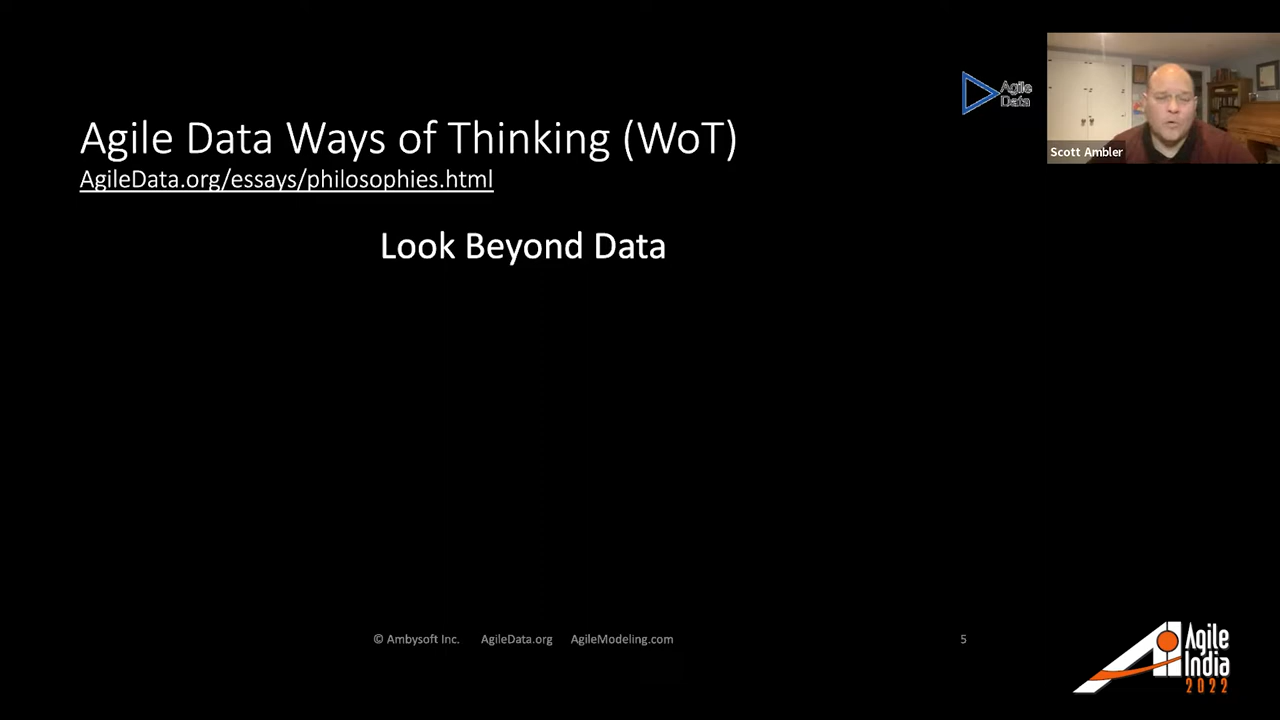 Agile Data Ways of Thinking (WoT)
AgileData.org/essays/philosophies.html
Look Beyond Data
Agile
Data
Scott Ambler
© Ambysoft Inc. AgileData.org AgileModeling.com
5
Agile
India
2022